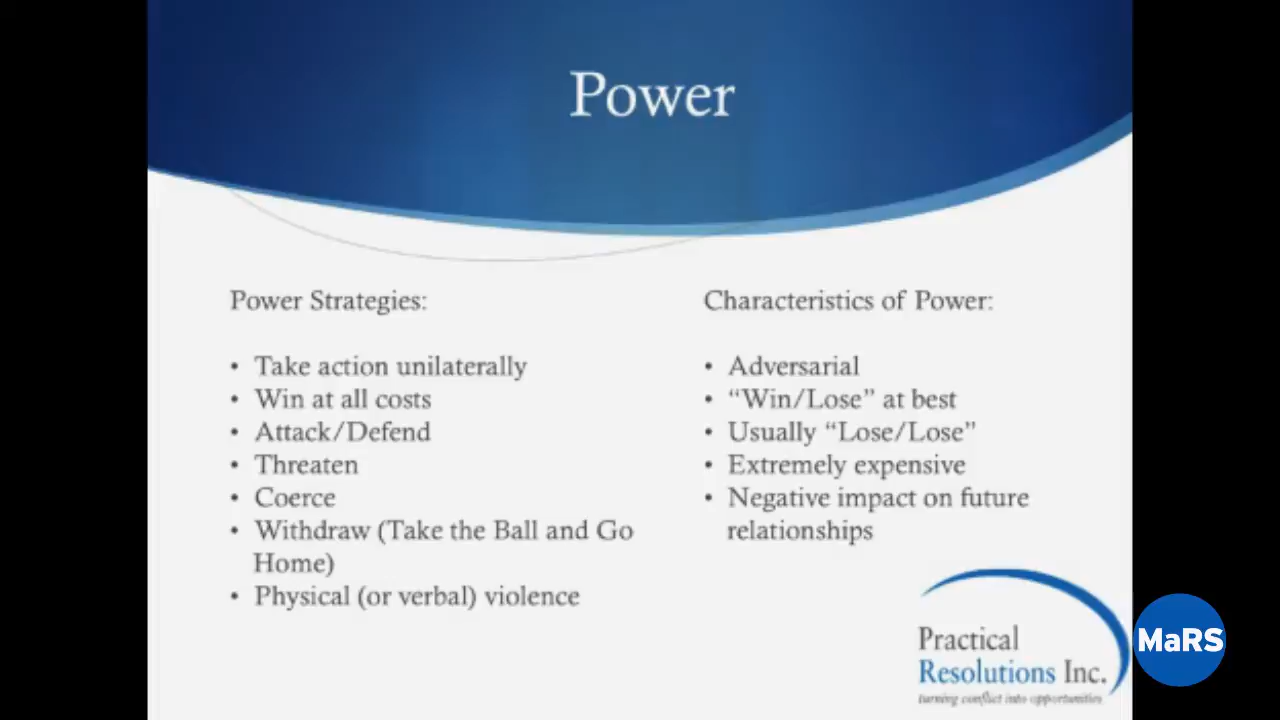 Power
Power Strategies:
• Take action unilaterally
• Win at all costs
• Attack/Defend
• Threaten
• Coerce
• Withdraw (Take the Ball and Go
Home)
• Physical (or verbal) violence
Characteristics of Power:
• Adversarial
• “Win/Lose” at best
• Usually “Lose/Lose”
• Extremely expensive
• Negative impact on future
relationships
Practical
Resolutions Inc.
turning conflict into opportunities
MaRS